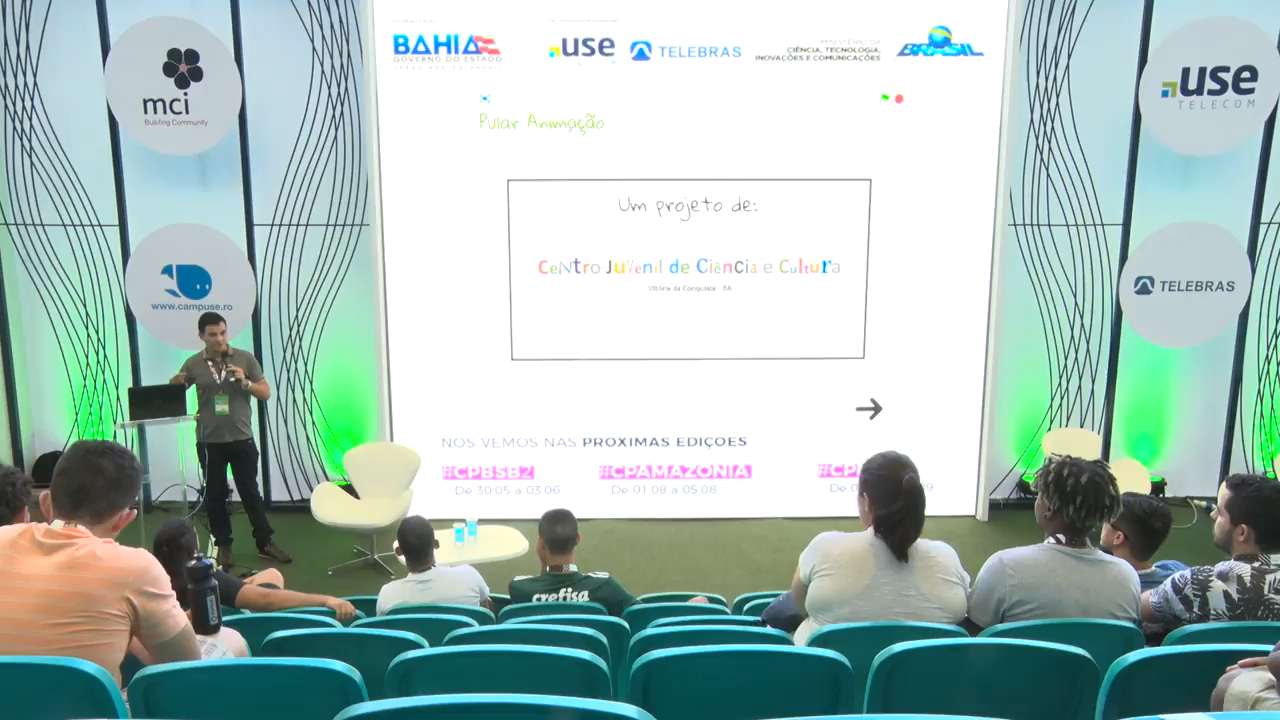 mci
Building Community
www.campuse.ro
BAHIA
GOVERNO DO ESTADO
use
TELEBRAS
MINISTÉRIO DA
CIÊNCIA, TECNOLOGIA,
INOVAÇÕES E COMUNICAÇÕES
BRASIL
use
TELECOM
TELEBRAS
Pular Animação
Um projeto de:
Centro Juvenil de Ciência e Cultura
Vitória da Conquista - BA
NOS VEMOS NAS PRÓXIMAS EDIÇÕES
#CPBSB2
De 30.05 a 03.06
#CPAMAZONIA
De 01.08 a 05.08
#CP
crefisa